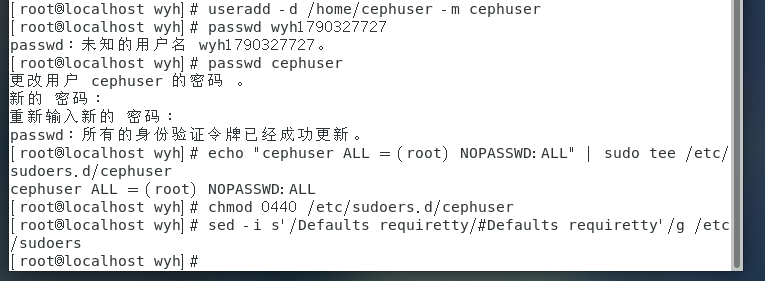 [root@localhost wyh]# useradd -d /home/cephuser -m cephuser
[root@localhost wyh]# passwd wyh1790327727
passwd：未知的用户名 wyh1790327727。
[root@localhost wyh]# passwd cephuser
更改用户 cephuser 的密码 。
新的 密码：
重新输入新的 密码：
passwd：所有的身份验证令牌已经成功更新。
[root@localhost wyh]# echo "cephuser ALL = (root) NOPASSWD:ALL" | sudo tee /etc/
sudoers.d/cephuser
cephuser ALL = (root) NOPASSWD:ALL
[root@localhost wyh]# chmod 0440 /etc/sudoers.d/cephuser
[root@localhost wyh]# sed -i s'/Defaults requiretty/#Defaults requiretty'/g /etc
/sudoers
[root@localhost wyh]#